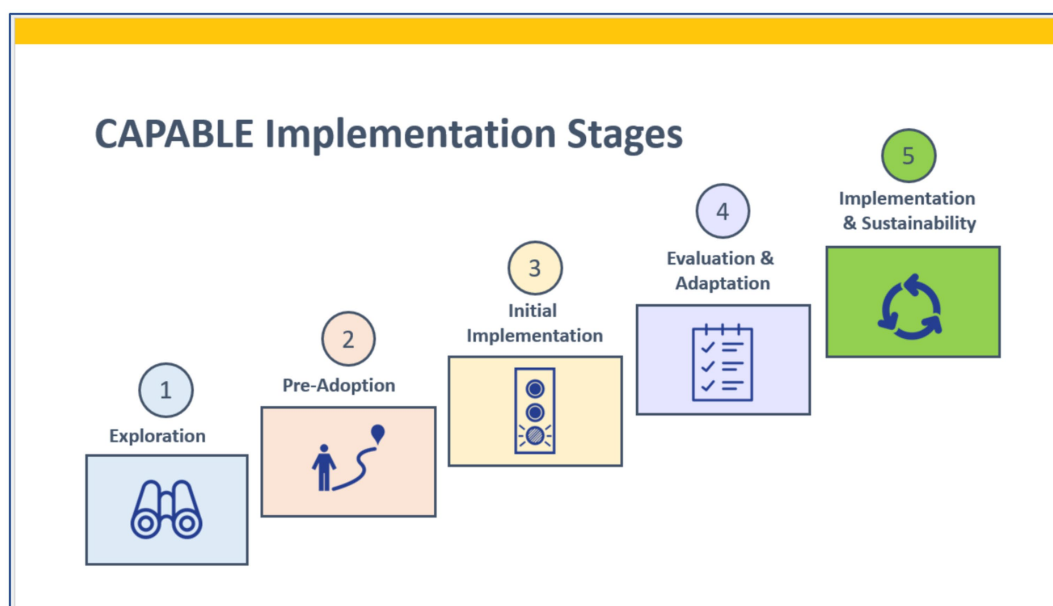 CAPABLE Implementation Stages
1
Exploration
2
Pre-Adoption
3
Initial
Implementation
4
Evaluation &
Adaptation
5
Implementation
& Sustainability